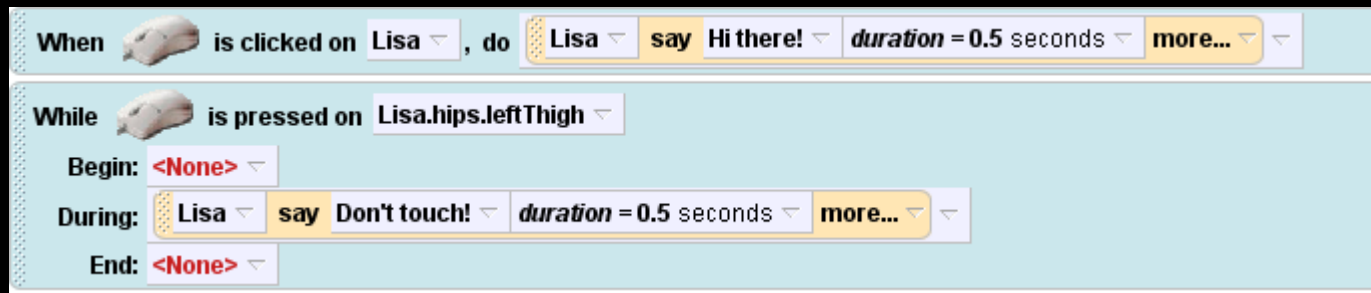 When is clicked on Lisa , do Lisa say Hi there! duration = 0.5 seconds more...
While is pressed on Lisa.hips.leftThigh
Begin: <None>
During: Lisa say Don't touch! duration = 0.5 seconds more...
End: <None>